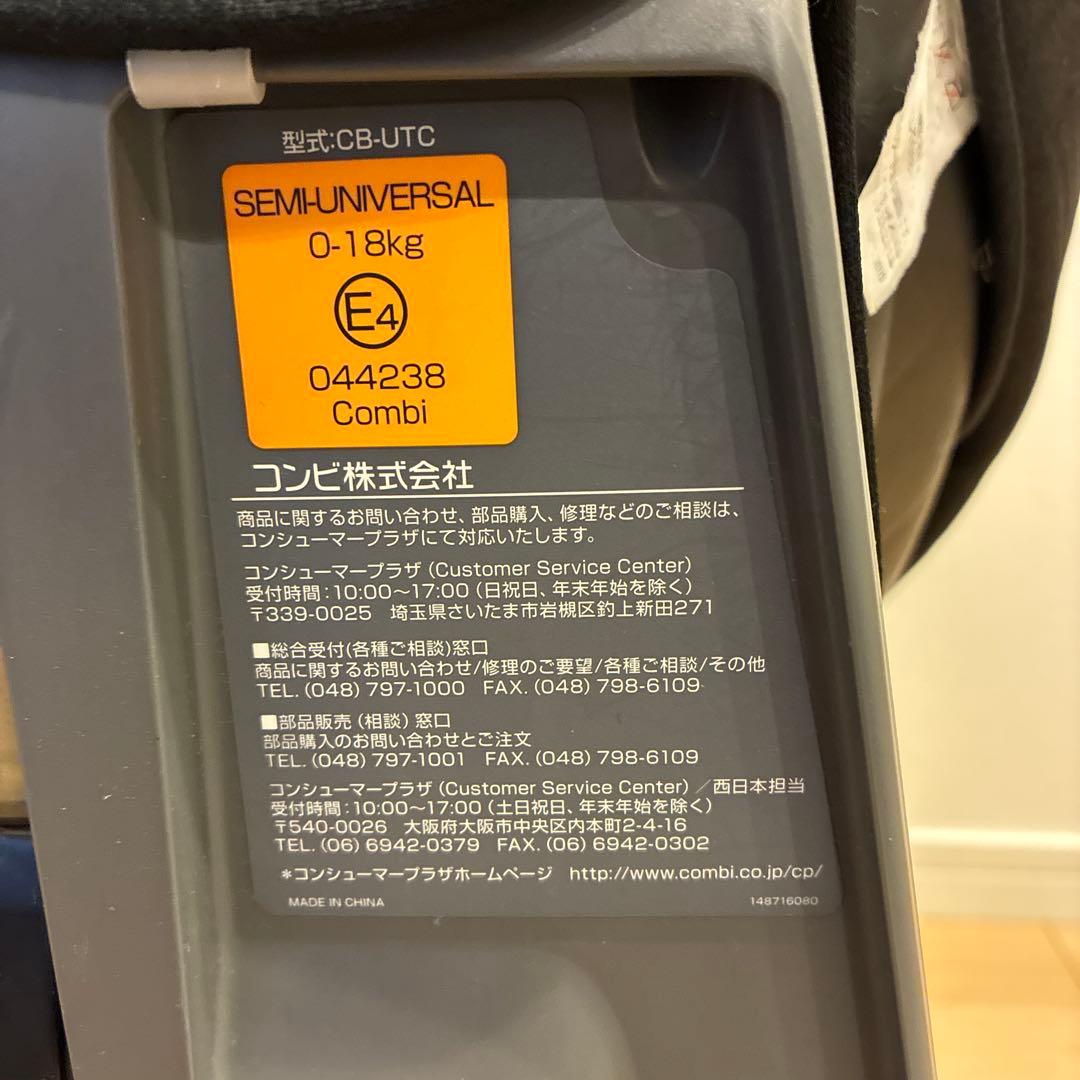 型式:CB-UTC
SEMI-UNIVERSAL
0-18kg
E4
044238
Combi
コンビ株式会社
商品に関するお問い合わせ、部品購入、修理などのご相談は、
コンシューマープラザにて対応いたします。
コンシューマープラザ (Customer Service Center)
受付時間:10:00～17:00 (日祝日、年末年始を除く)
〒339-0025 埼玉県さいたま市岩槻区釣上新田271
■総合受付(各種ご相談)窓口
商品に関するお問い合わせ/修理のご要望/各種ご相談/その他
TEL. (048) 797-1000 FAX. (048) 798-6109
■部品販売 (相談) 窓口
部品購入のお問い合わせとご注文
TEL. (048) 797-1001 FAX. (048) 798-6109
コンシューマープラザ (Customer Service Center) /西日本担当
受付時間:10:00～17:00 (土日祝日、年末年始を除く)
〒540-0026 大阪府大阪市中央区内本町2-4-16
TEL. (06) 6942-0379 FAX. (06) 6942-0302
*コンシューマープラザホームページ http://www.combi.co.jp/cp/
MADE IN CHINA 148716080